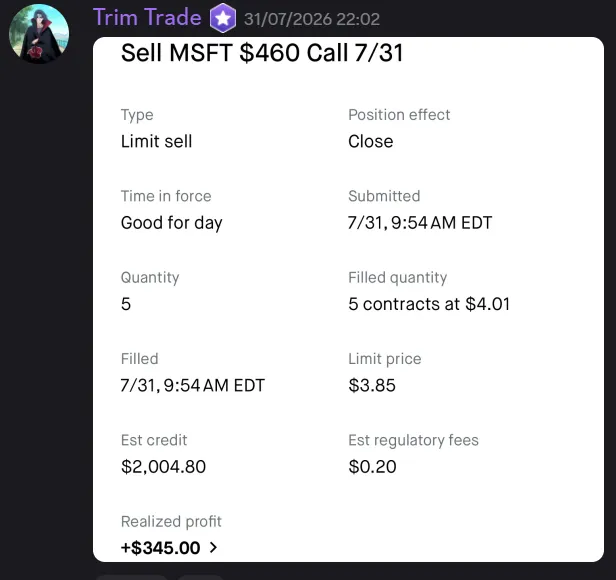 Trim Trade 31/07/2026 22:02
Sell MSFT $460 Call 7/31
Type Position effect
Limit sell Close
Time in force Submitted
Good for day 7/31, 9:54 AM EDT
Quantity Filled quantity
5 5 contracts at $4.01
Filled Limit price
7/31, 9:54 AM EDT $3.85
Est credit Est regulatory fees
$2,004.80 $0.20
Realized profit
+$345.00 >